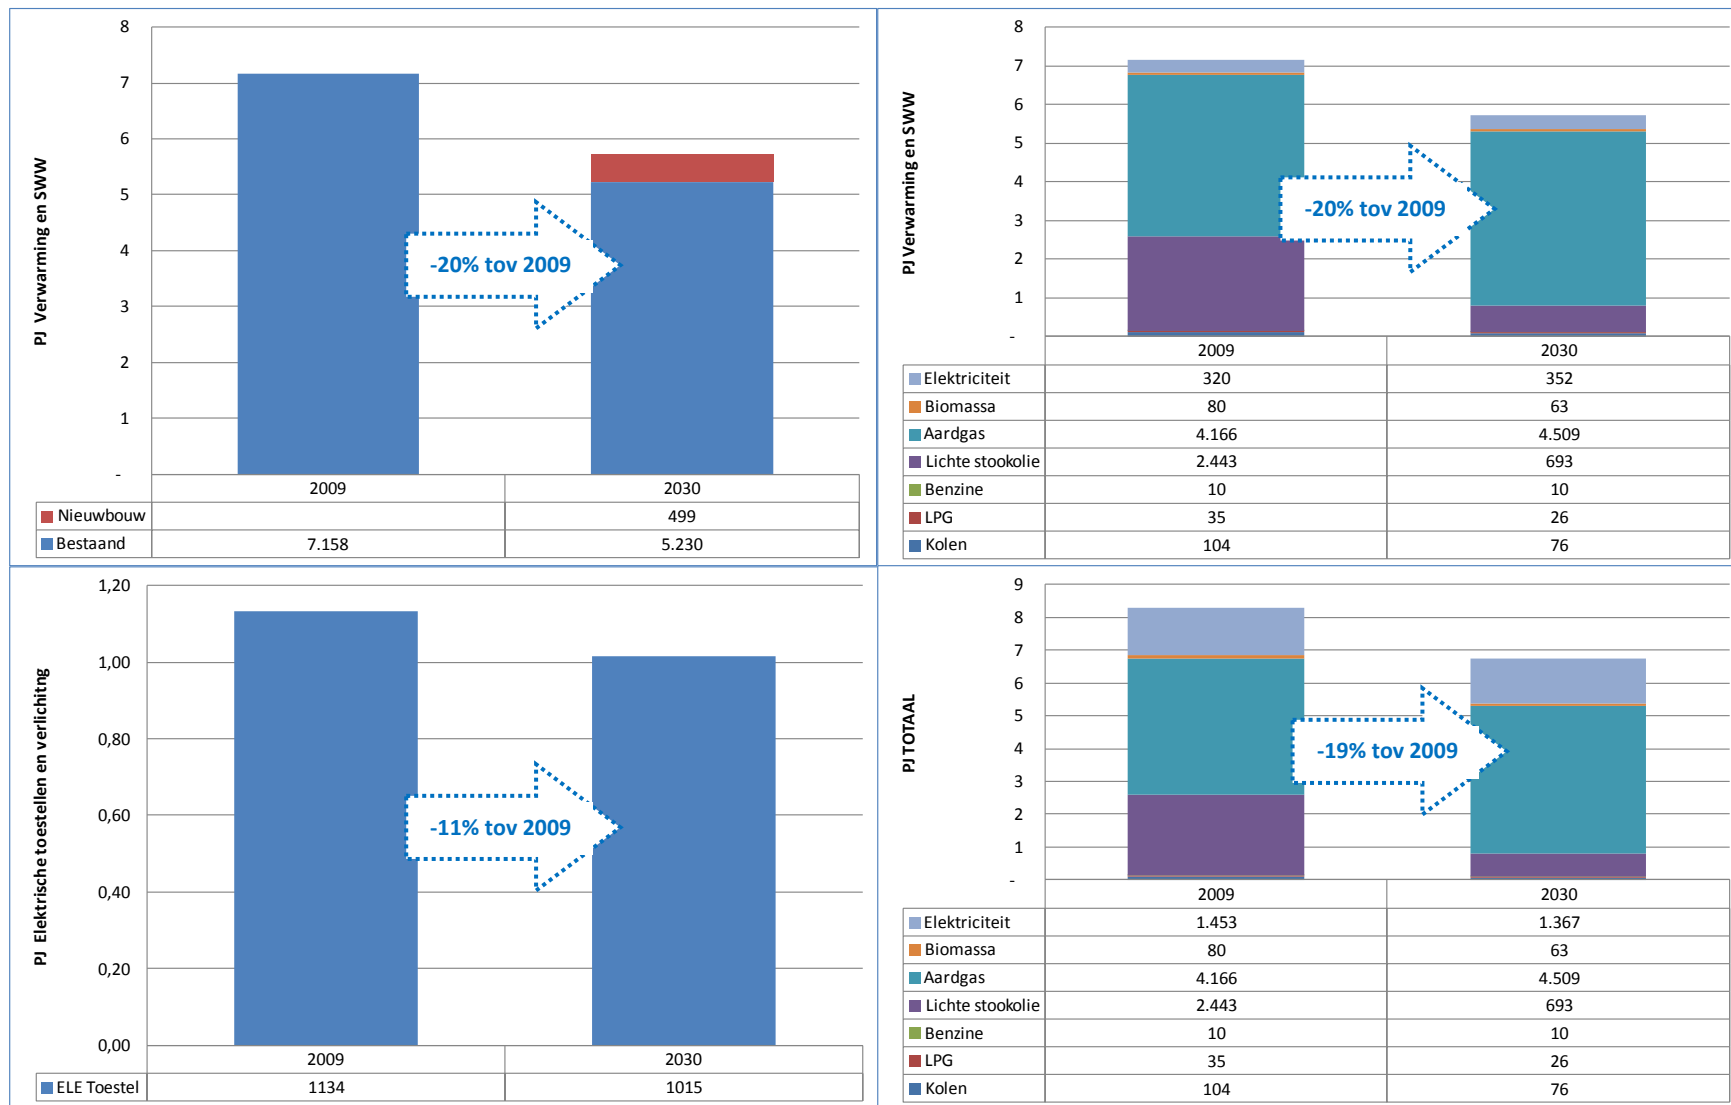 8
7
6
5
4
3
2
1
-
PJ Verwarming en SWW
-20% tov 2009
2009 2030
Nieuwbouw 499
Bestaand 7.158 5.230
8
7
6
5
4
3
2
1
-
PJ Verwarming en SWW
-20% tov 2009
2009 2030
Elektriciteit 320 352
Biomassa 80 63
Aardgas 4.166 4.509
Lichte stookolie 2.443 693
Benzine 10 10
LPG 35 26
Kolen 104 76
1,20
1,00
0,80
0,60
0,40
0,20
0,00
PJ Elektrische toestellen en verlichitng
-11% tov 2009
2009 2030
ELE Toestel 1134 1015
9
8
7
6
5
4
3
2
1
-
PJ TOTAAL
-19% tov 2009
2009 2030
Elektriciteit 1.453 1.367
Biomassa 80 63
Aardgas 4.166 4.509
Lichte stookolie 2.443 693
Benzine 10 10
LPG 35 26
Kolen 104 76